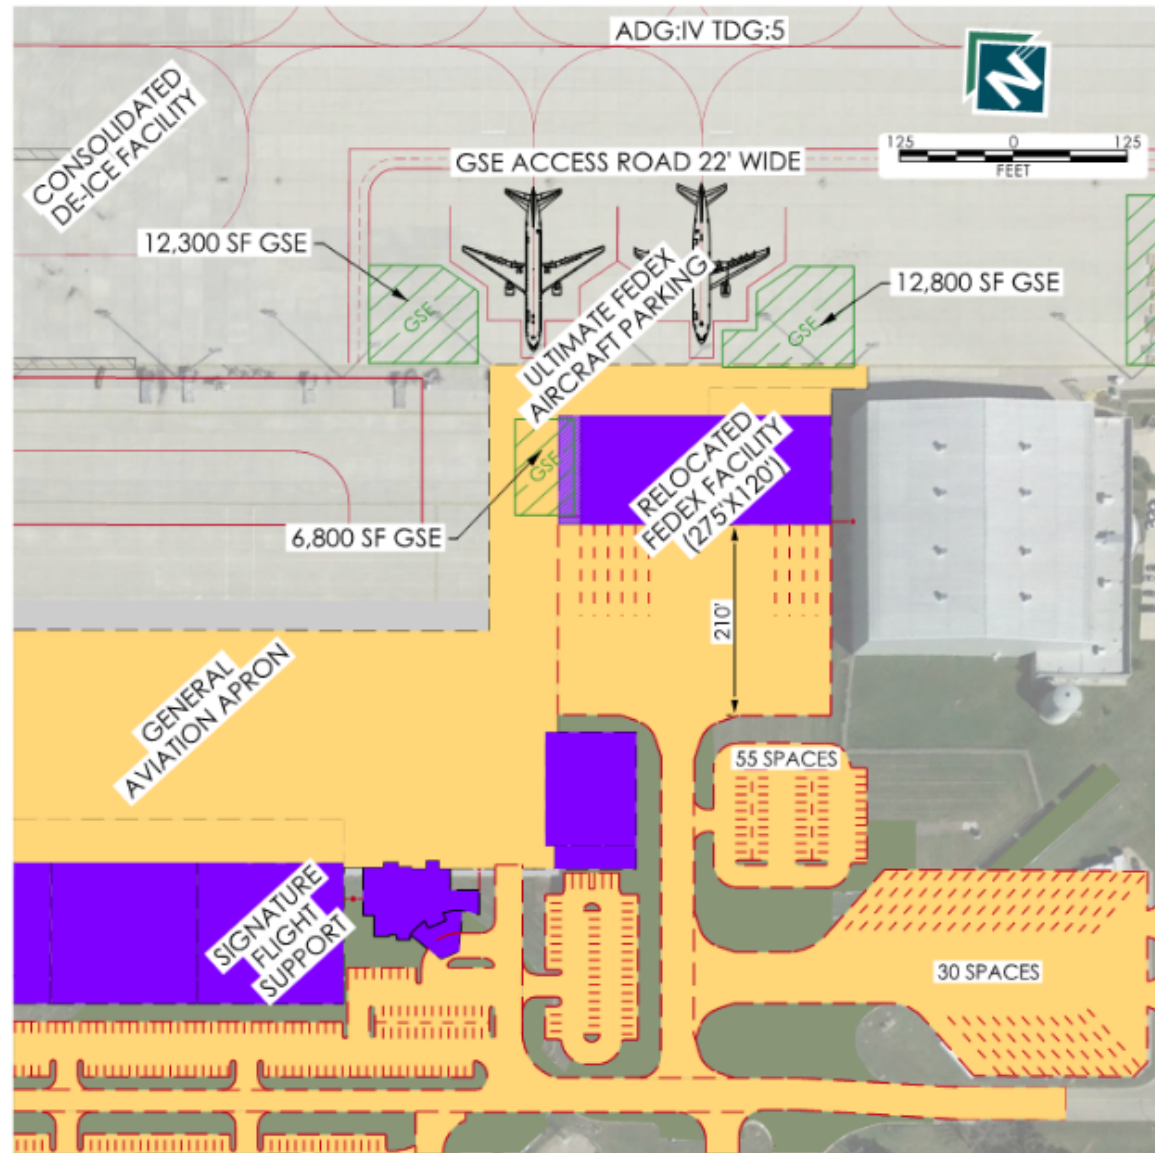 ADG:IV TDG:5
N
CONSOLIDATED
DE-ICE FACILITY
125 0 125
FEET
GSE ACCESS ROAD 22' WIDE
12,300 SF GSE
12,800 SF GSE
GSE
GSE
ULTIMATE FEDEX
AIRCRAFT PARKING
RELOCATED
FEDEX FACILITY
(275'X120')
GSE
6,800 SF GSE
210'
GENERAL
AVIATION APRON
55 SPACES
SIGNATURE
FLIGHT
SUPPORT
30 SPACES